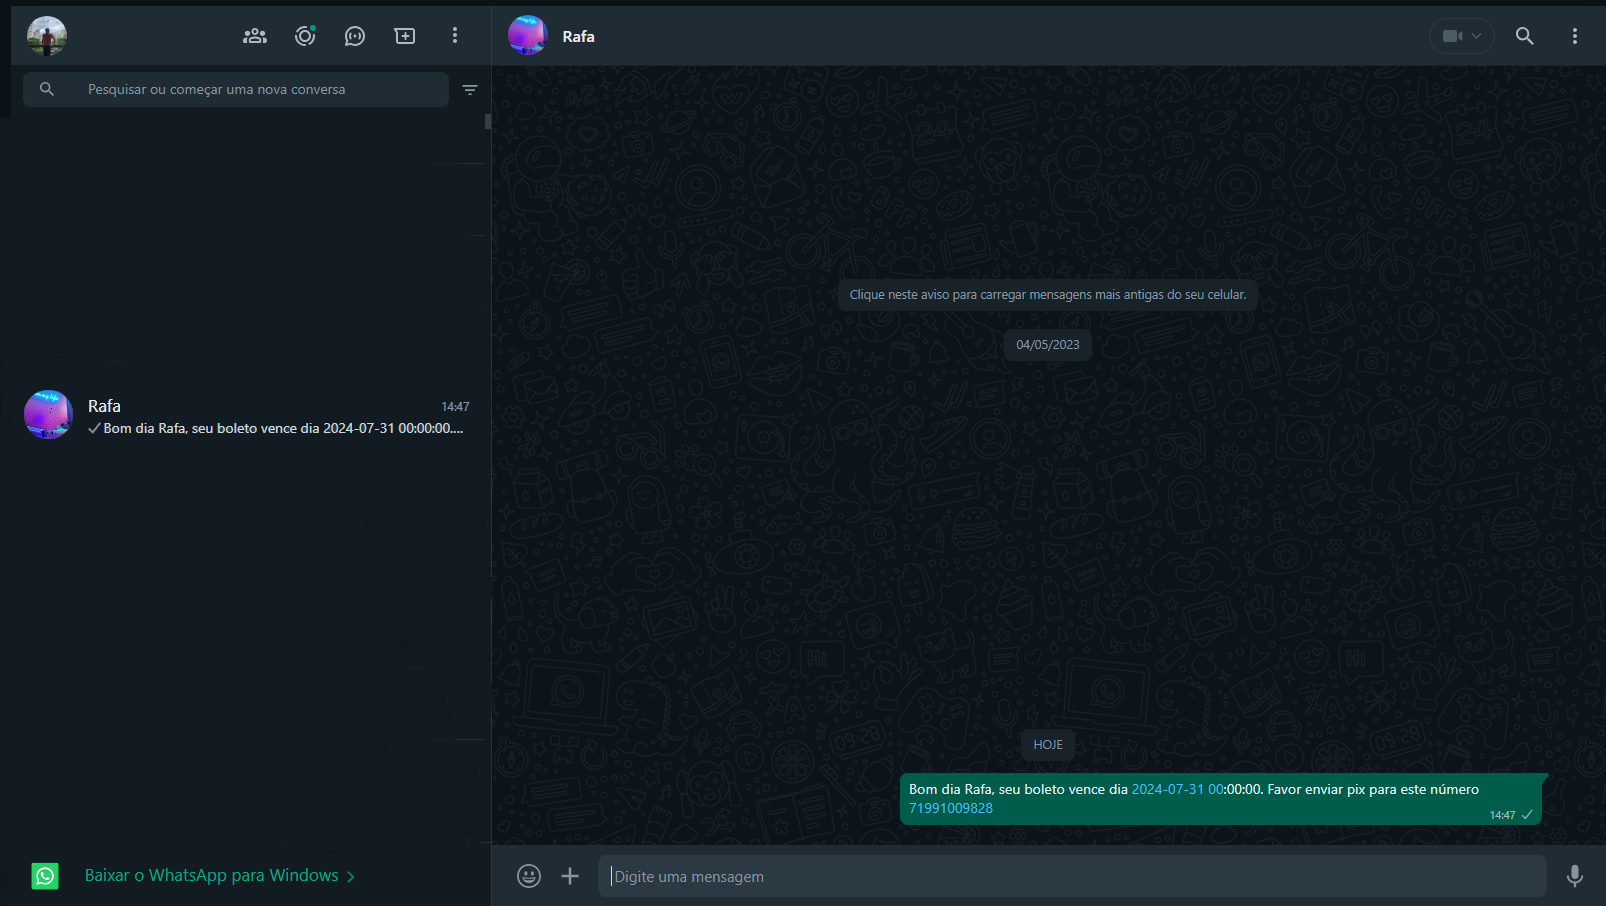 Rafa
Pesquisar ou começar uma nova conversa
Clique neste aviso para carregar mensagens mais antigas do seu celular.
04/05/2023
Rafa
14:47
Bom dia Rafa, seu boleto vence dia 2024-07-31 00:00:00....
HOJE
Bom dia Rafa, seu boleto vence dia 2024-07-31 00:00:00. Favor enviar pix para este número
71991009828
14:47
Baixar o WhatsApp para Windows
Digite uma mensagem